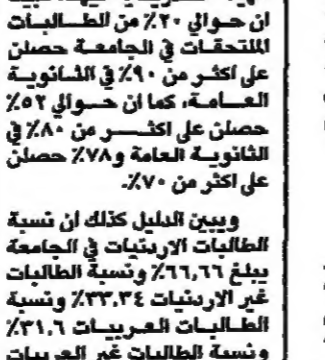 ان حوالي ٢٠٪ من الطالبات
الملتحقات في الجامعة حصلن
على اكثر من ٩٠٪ في الثانوية
العامة، كما ان حوالي ٥٢٪
حصلن على اكثر من ٨٠٪ في
الثانوية العامة و٧٨٪ حصلن
على اكثر من ٧٠٪.
ويبين الدليل كذلك ان نسبة
الطالبات الاردنيات في الجامعة
يبلغ ٦٦,٦٦٪ ونسبة الطالبات
غير الاردنيات ٣٣,٣٤٪ ونسبة
الطالبات العربيات ٣١,٦٪
ونسبة الطالبات غير العربيات